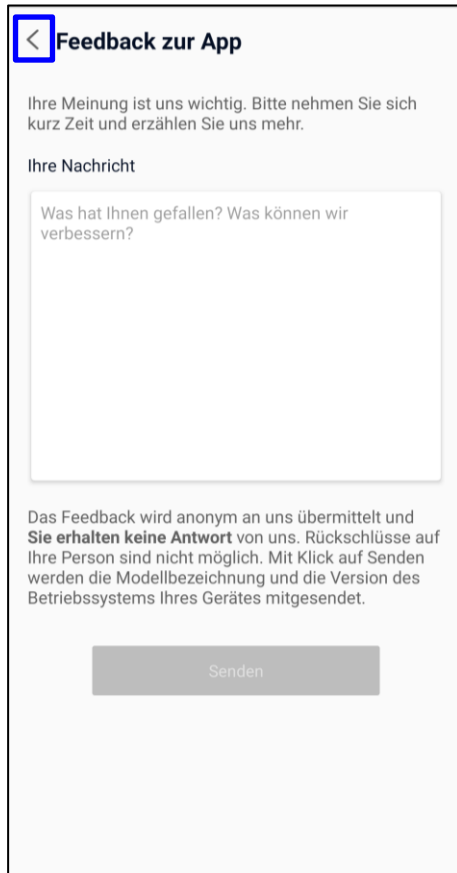 Feedback zur App
Ihre Meinung ist uns wichtig. Bitte nehmen Sie sich
kurz Zeit und erzählen Sie uns mehr.
Ihre Nachricht
Was hat Ihnen gefallen? Was können wir
verbessern?
Das Feedback wird anonym an uns übermittelt und
Sie erhalten keine Antwort von uns. Rückschlüsse auf
Ihre Person sind nicht möglich. Mit Klick auf Senden
werden die Modellbezeichnung und die Version des
Betriebssystems Ihres Gerätes mitgesendet.
Senden